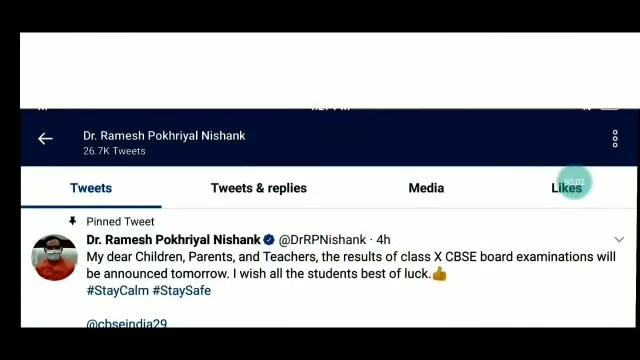 Dr. Ramesh Pokhriyal Nishank
26.7K Tweets
Tweets
Tweets & replies
Media
Likes
00:02
Pinned Tweet
Dr. Ramesh Pokhriyal Nishank @DrRPNishank · 4h
My dear Children, Parents, and Teachers, the results of class X CBSE board examinations will
be announced tomorrow. I wish all the students best of luck.👍
#StayCalm #StaySafe
@cbseindia29